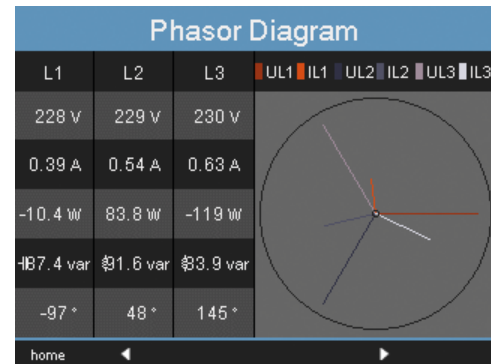 Phasor Diagram
L1 L2 L3 UL1 IL1 UL2 IL2 UL3 IL3
228 V 229 V 230 V
0.39 A 0.54 A 0.63 A
-10.4 W 83.8 W -119 W
var var var
-97 ° 48 ° 145 °
home